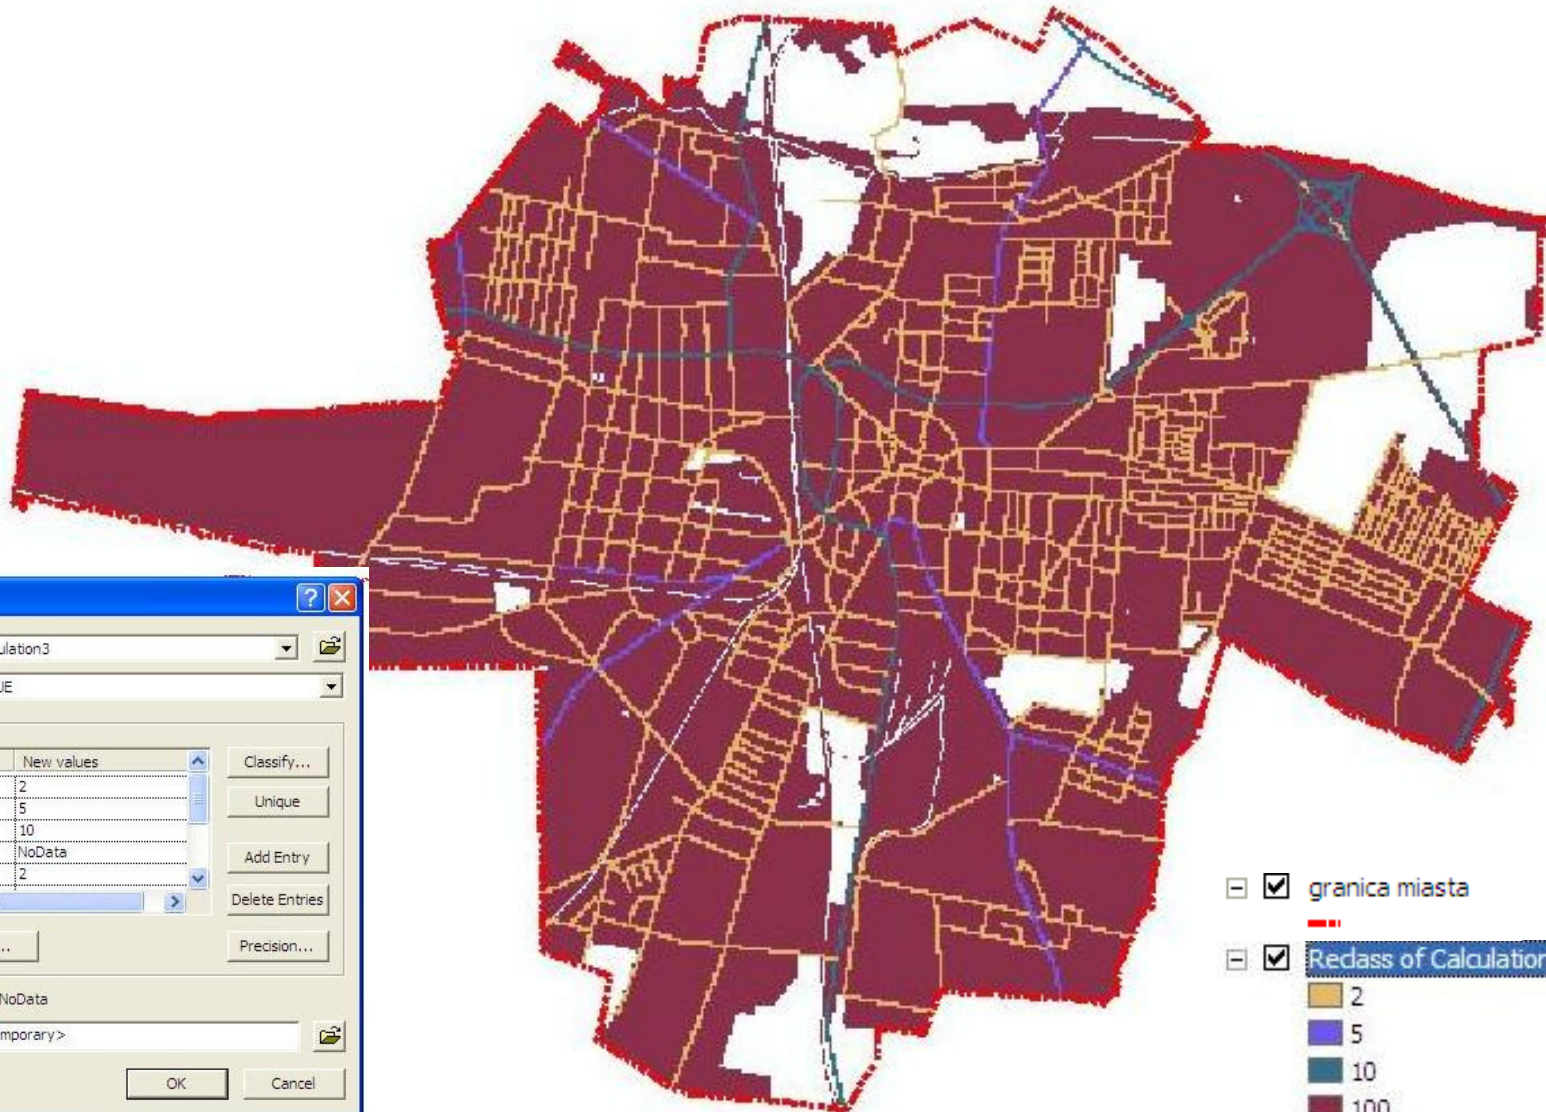 ?
ulation3
UE
New values
Classify...
2
5
Unique
10
NoData
Add Entry
2
Delete Entries
...
Precision...
NoData
mporary>
OK
Cancel
granica miasta
Reclass of Calculation
2
5
10
100